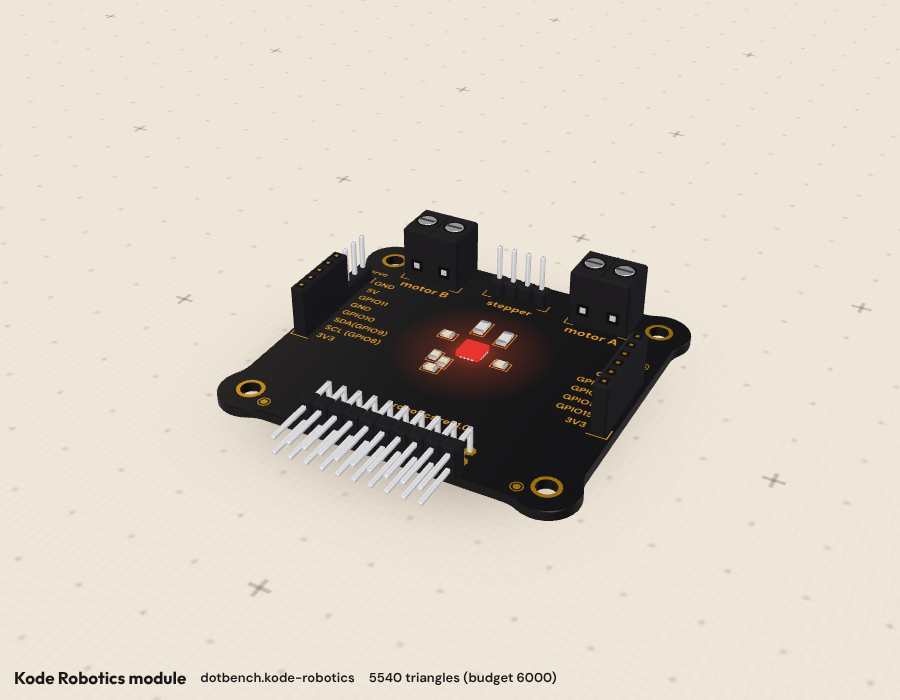 motor B
stepper
motor A
GND
5V
GPIO11
GND
GPIO10
SDA(GPIO9)
SCL (GPIO8)
3V3
GPIO15
3V3
Kode Robotics module dotbench.kode-robotics 5540 triangles (budget 6000)